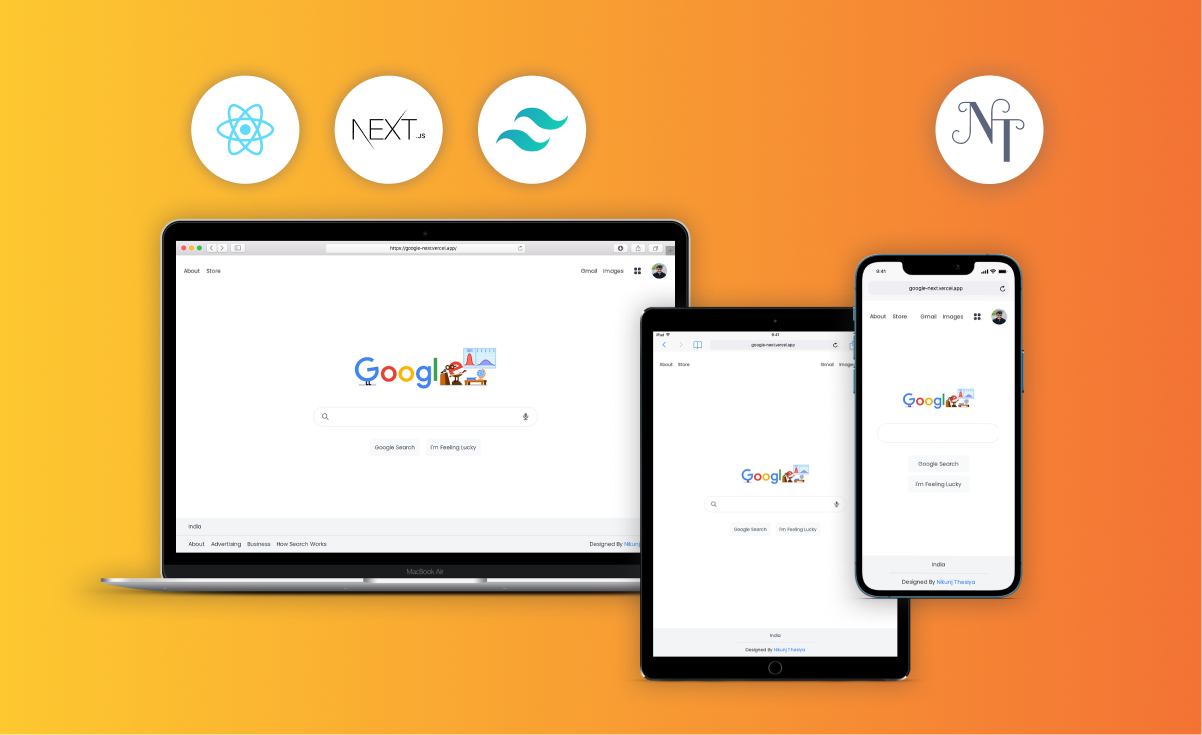 NEXT.JS
NT
https://google-next.vercel.app/
About Store
Gmail Images
Google
Google Search I'm Feeling Lucky
India
About Advertising Business How Search Works
Designed By Nikunj
MacBook Air
iPad 9:41
google-next.vercel.app
About Store
Gmail Images
Google
Google Search I'm Feeling Lucky
India
Designed By Nikunj Thesiya
9:41
google-next.vercel.app
About Store Gmail Images
Google
Google Search
I'm Feeling Lucky
India
Designed By Nikunj Thesiya